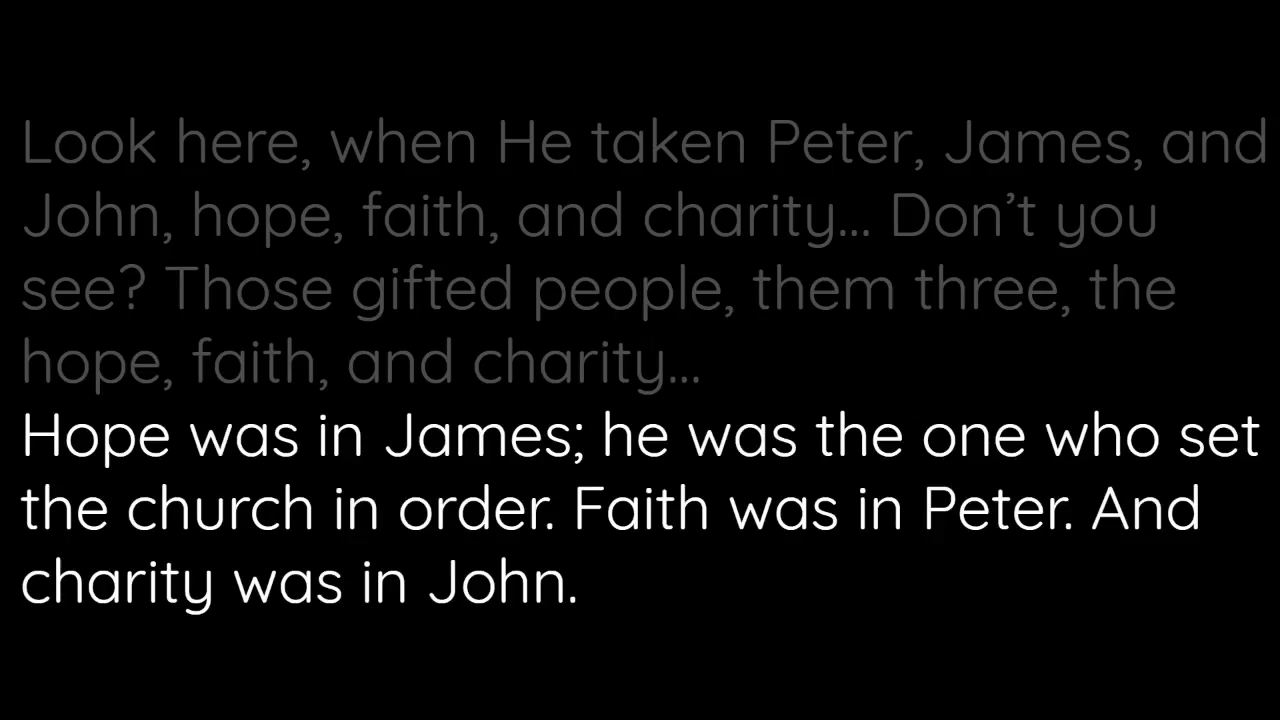 Look here, when He taken Peter, James, and
John, hope, faith, and charity... Don’t you
see? Those gifted people, them three, the
hope, faith, and charity...
Hope was in James; he was the one who set
the church in order. Faith was in Peter. And
charity was in John.